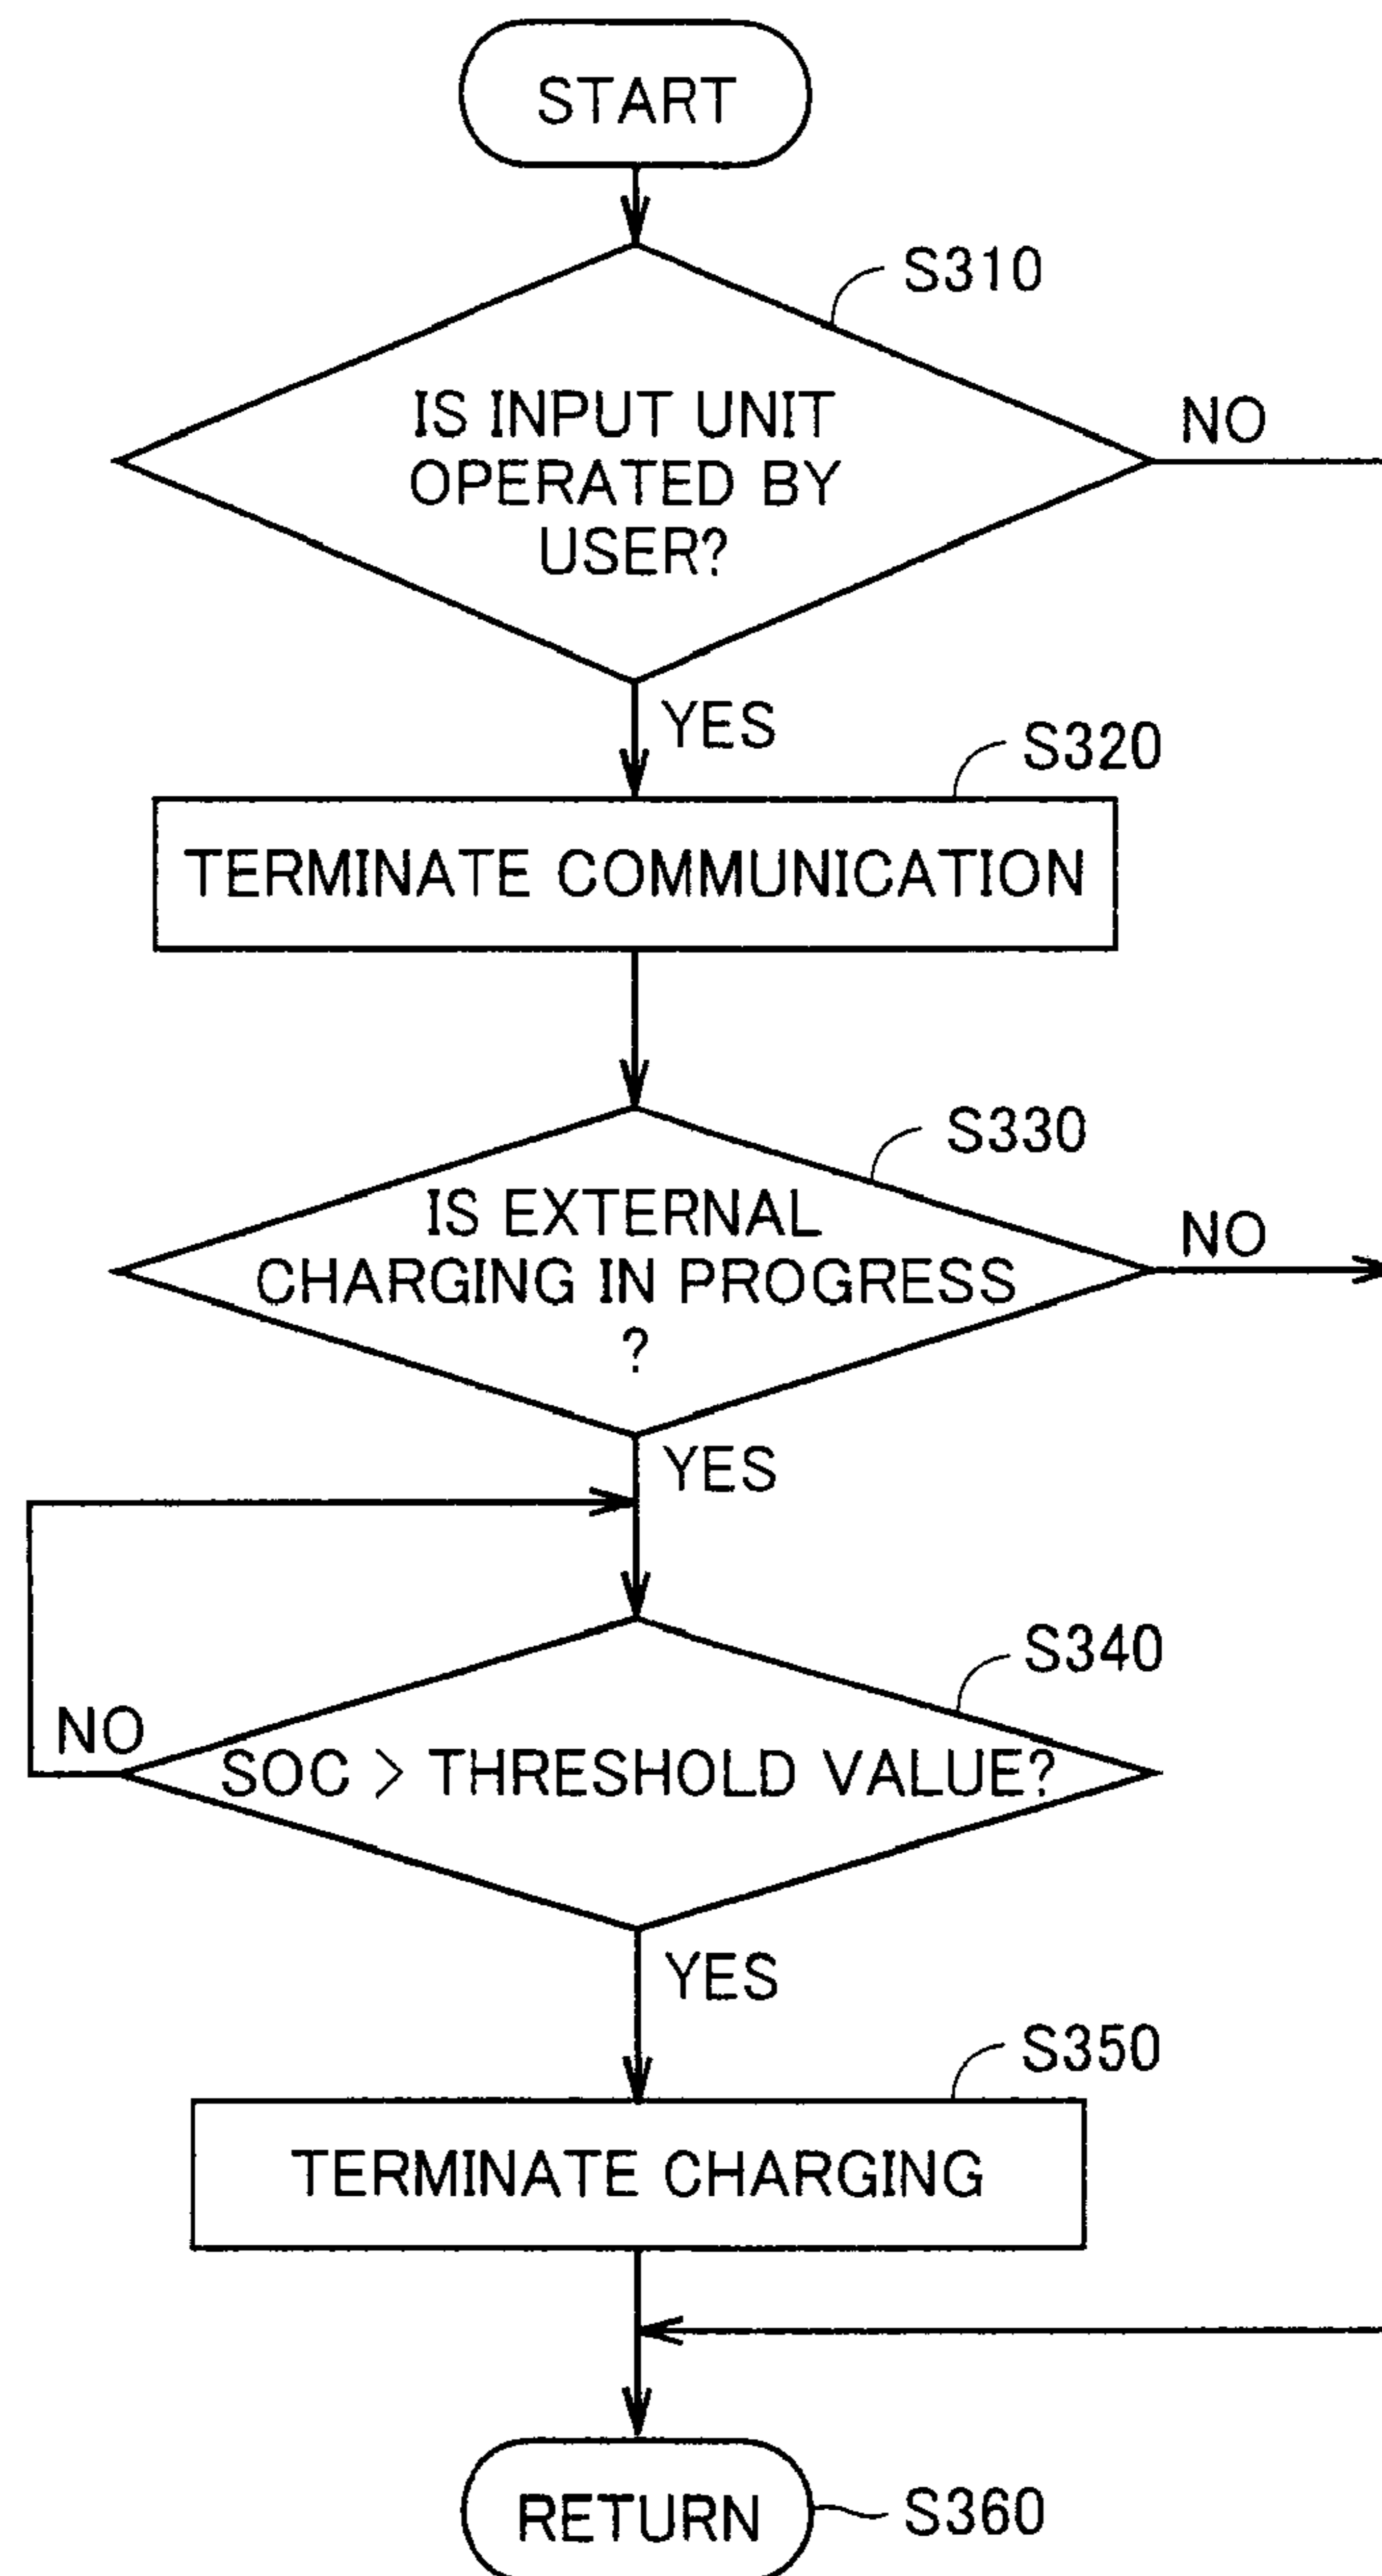 START
S310
IS INPUT UNIT
OPERATED BY
USER?
NO
YES
S320
TERMINATE COMMUNICATION
S330
IS EXTERNAL
CHARGING IN PROGRESS
?
NO
YES
S340
NO
SOC > THRESHOLD VALUE?
YES
S350
TERMINATE CHARGING
RETURN
S360